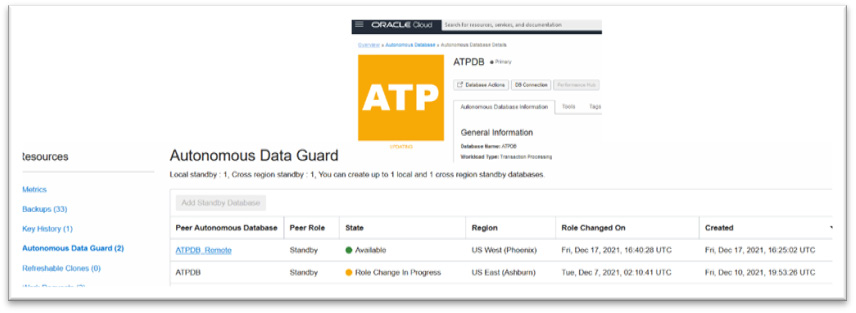 ORACLE Cloud
Search for resources, services, and documentation
Overview » Autonomous Database » Autonomous Database Details
ATP
UPDATING
ATPDB Primary
Database Actions DB Connection Performance Hub
Autonomous Database Information Tools Tags
General Information
Database Name: ATPDB
Workload Type: Transaction Processing
Resources
Metrics
Backups (33)
Key History (1)
Autonomous Data Guard (2)
Refreshable Clones (0)
Autonomous Data Guard
Local standby : 1, Cross region standby : 1, You can create up to 1 local and 1 cross region standby databases.
Add Standby Database
Peer Autonomous Database Peer Role State Region Role Changed On Created
ATPDB_Remote Standby Available US West (Phoenix) Fri, Dec 17, 2021, 16:40:28 UTC Fri, Dec 17, 2021, 16:25:02 UTC
ATPDB Standby Role Change In Progress US East (Ashburn) Tue, Dec 7, 2021, 02:10:41 UTC Fri, Dec 10, 2021, 19:53:26 UTC